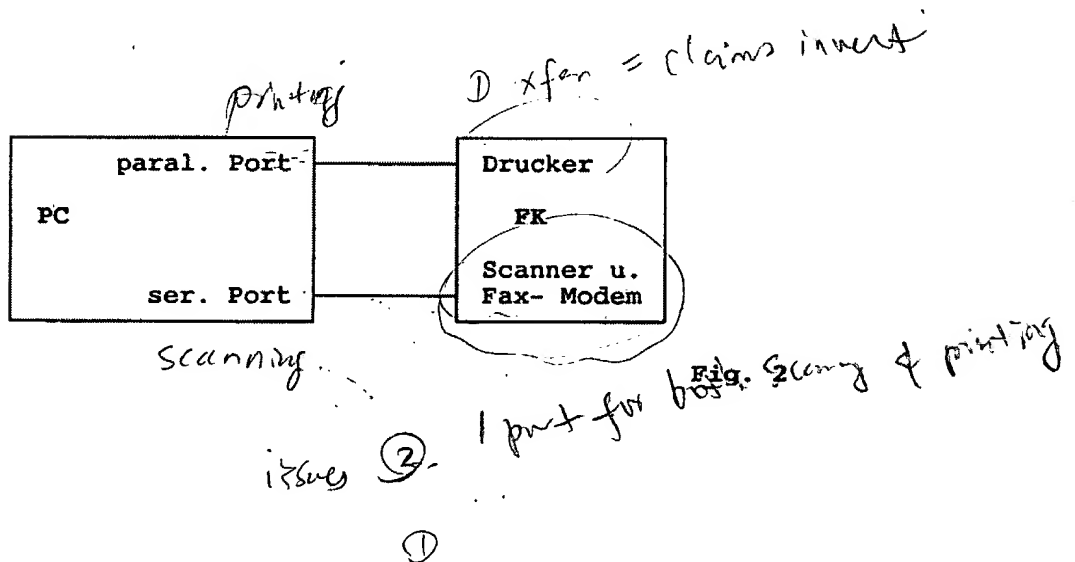 printing
D xfer = claims invent
paral. Port
Drucker
PC
FK
Scanner u.
ser. Port
Fax- Modem
scanning
Fig. 2
1 port for both scanning & printing
issues ②
①